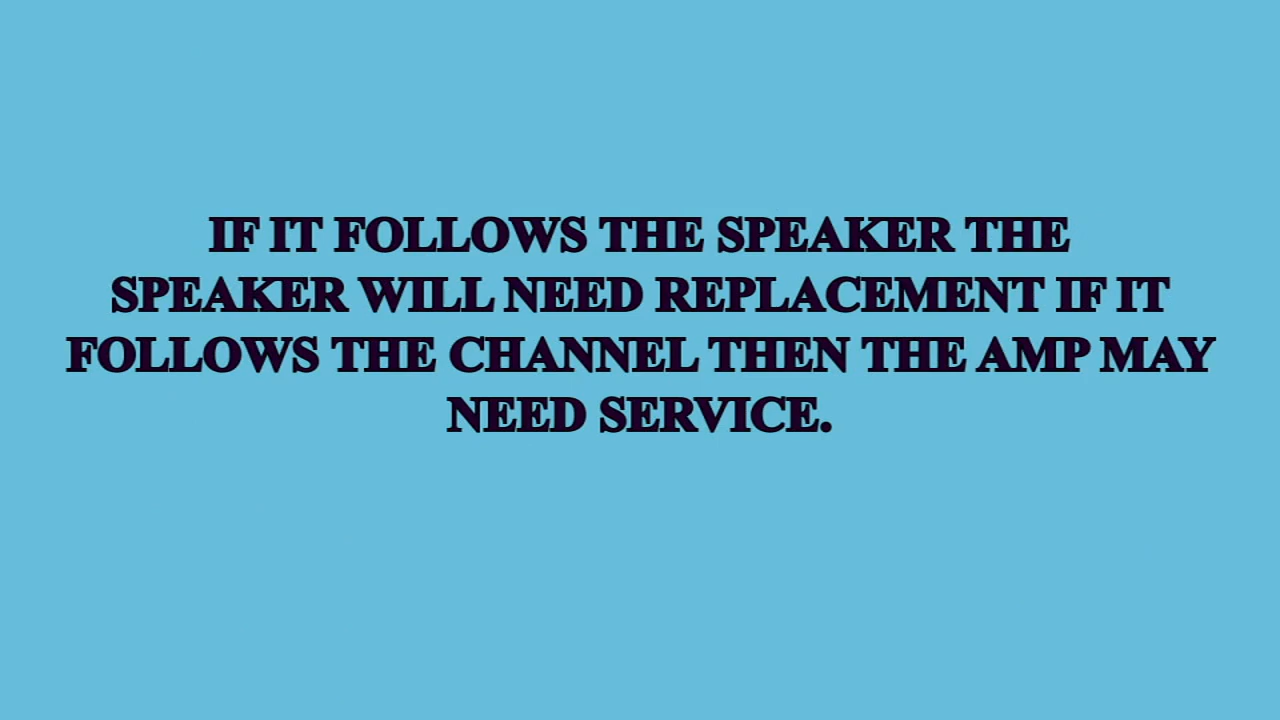 IF IT FOLLOWS THE SPEAKER THE
SPEAKER WILL NEED REPLACEMENT IF IT
FOLLOWS THE CHANNEL THEN THE AMP MAY
NEED SERVICE.